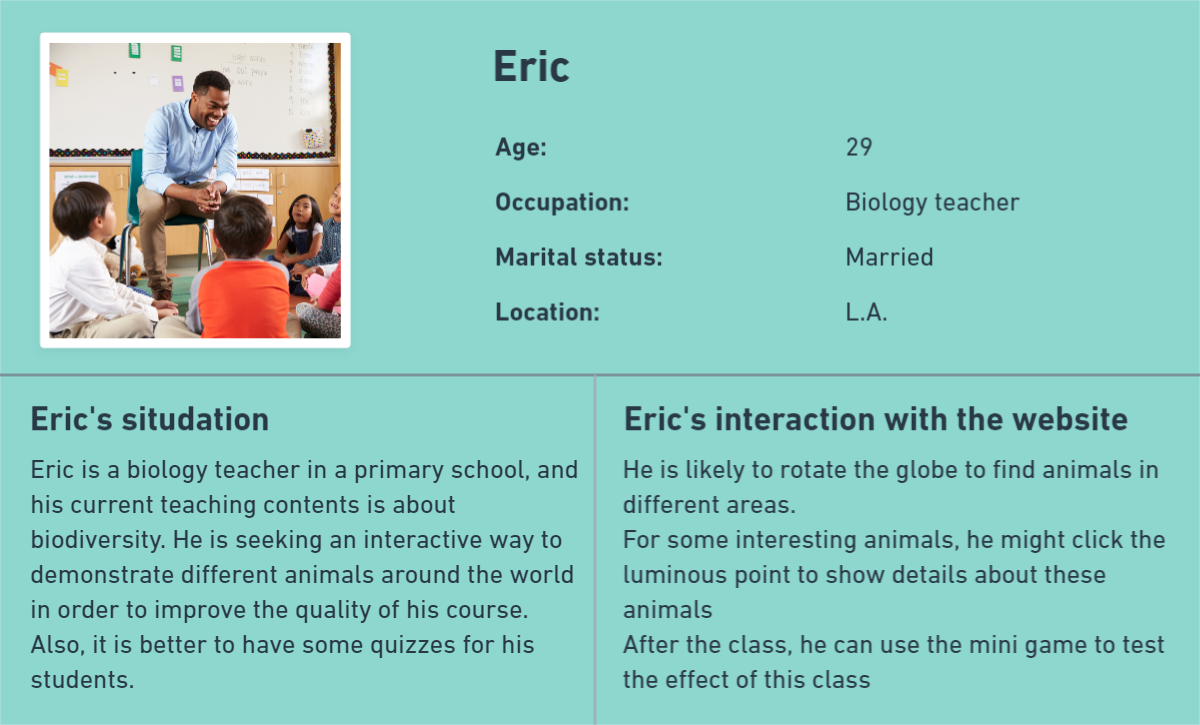 Eric
Age: 29
Occupation: Biology teacher
Marital status: Married
Location: L.A.
Eric's situdation
Eric is a biology teacher in a primary school, and
his current teaching contents is about
biodiversity. He is seeking an interactive way to
demonstrate different animals around the world
in order to improve the quality of his course.
Also, it is better to have some quizzes for his
students.
Eric's interaction with the website
He is likely to rotate the globe to find animals in
different areas.
For some interesting animals, he might click the
luminous point to show details about these
animals
After the class, he can use the mini game to test
the effect of this class